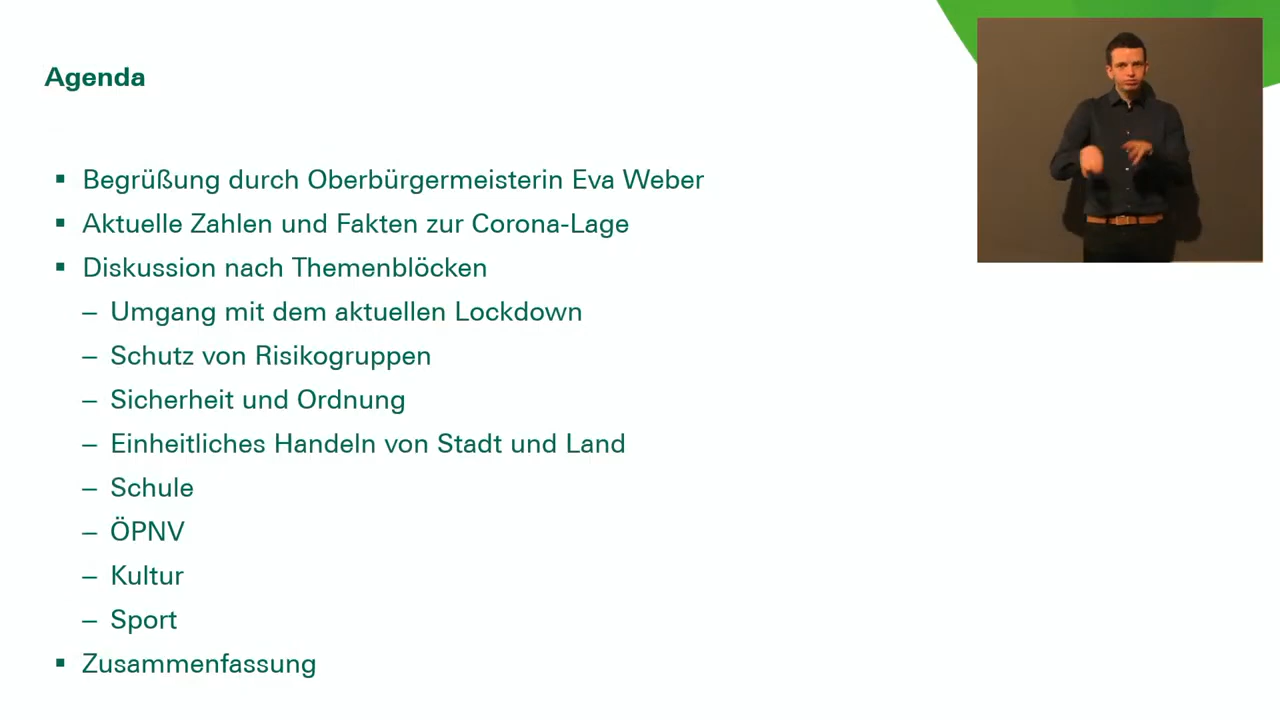 Agenda
▪ Begrüßung durch Oberbürgermeisterin Eva Weber
▪ Aktuelle Zahlen und Fakten zur Corona-Lage
▪ Diskussion nach Themenblöcken
– Umgang mit dem aktuellen Lockdown
– Schutz von Risikogruppen
– Sicherheit und Ordnung
– Einheitliches Handeln von Stadt und Land
– Schule
– ÖPNV
– Kultur
– Sport
▪ Zusammenfassung